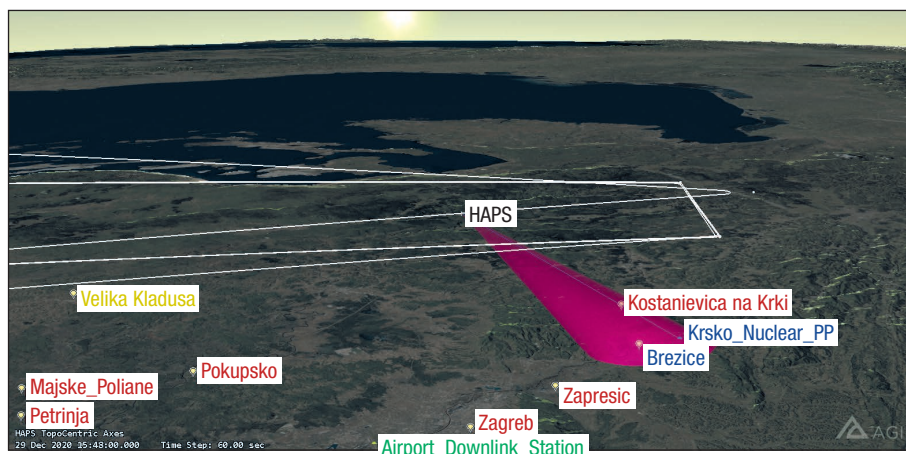 HAPS
Velika Kladusa
Kostanievica na Krki
Krsko_Nuclear_PP
Brezice
Pokupsko
Majske_Poliane
Zapresic
Petrinja
Zagreb
Airport_Downlink_Station
HAPS TopoCentric Axes
29 Dec 2020 15:48:00.000 Time Step: 60.00 sec
AGI